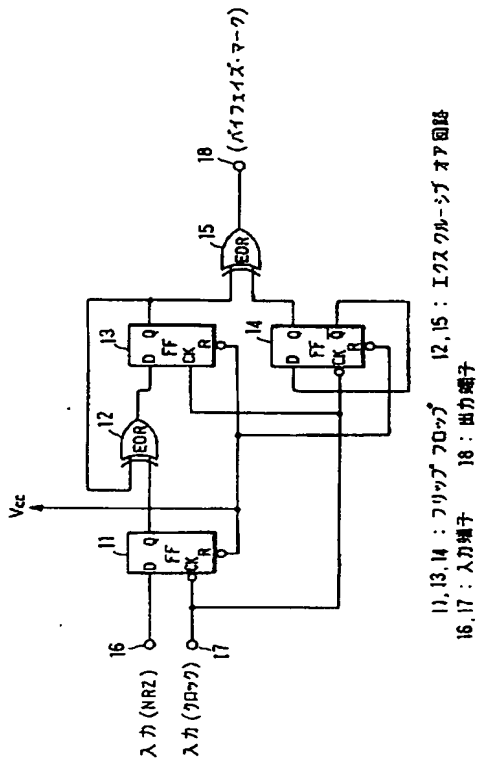 Vcc
入力(NRZ)
16
入力(クロック)
17
11
D
Q
FF
CK
R
12
EOR
13
D
Q
FF
CK
R
14
D
Q
FF
CK
Q
R
15
EOR
18
(バイフェイズ・マーク)
11,13,14 : フリップ フロップ 12,15 : エクスクルーシブ オア 回路
16,17 : 入力端子 18 : 出力端子